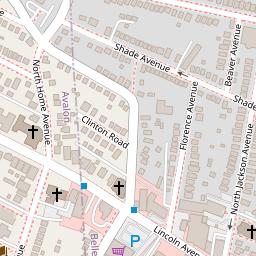 Shade Avenue
Beaver Avenue
Shade
North Home Avenue
Avalon
Florence Avenue
Clinton Road
North Jackson Avenue
Belle
P
Lincoln Avenue